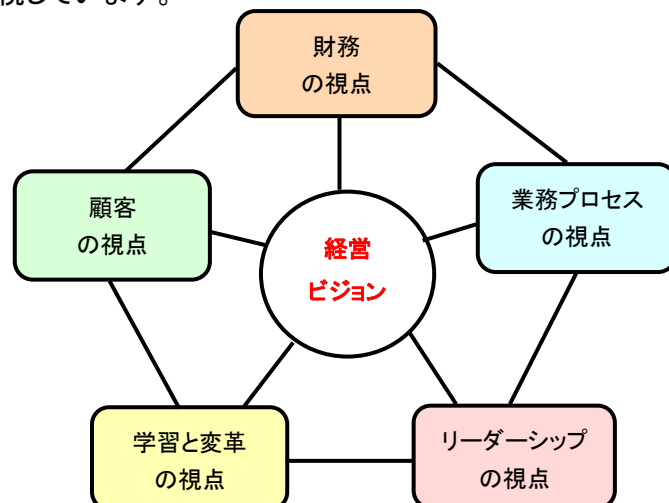 視しています。
財務
の視点
顧客
の視点
業務プロセス
の視点
経営
ビジョン
学習と変革
の視点
リーダーシップ
の視点